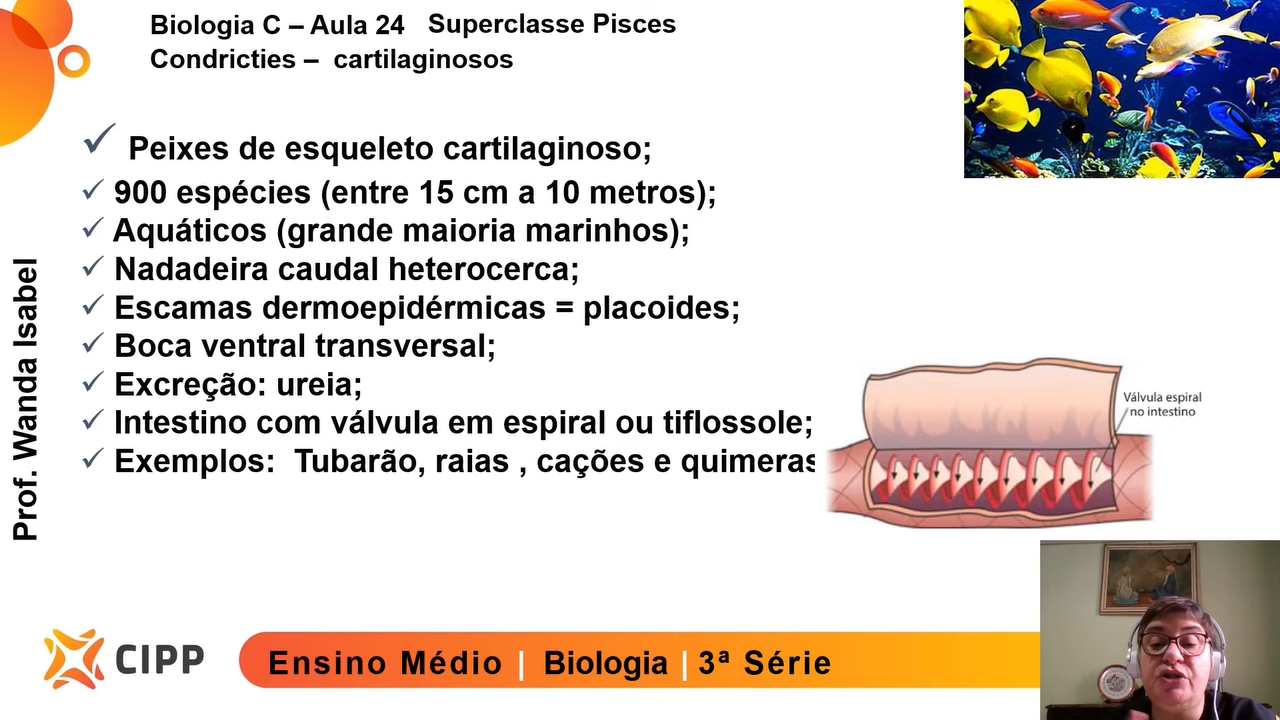 Biologia C – Aula 24 Superclasse Pisces
Condricties – cartilaginosos
Peixes de esqueleto cartilaginoso;
900 espécies (entre 15 cm a 10 metros);
Aquáticos (grande maioria marinhos);
Nadadeira caudal heterocerca;
Escamas dermoepidérmicas = placoides;
Boca ventral transversal;
Excreção: ureia;
Intestino com válvula em espiral ou tiflossole;
Exemplos: Tubarão, raias , cações e quimeras
Válvula espiral
no intestino
Prof. Wanda Isabel
CIPP
Ensino Médio | Biologia | 3ª Série